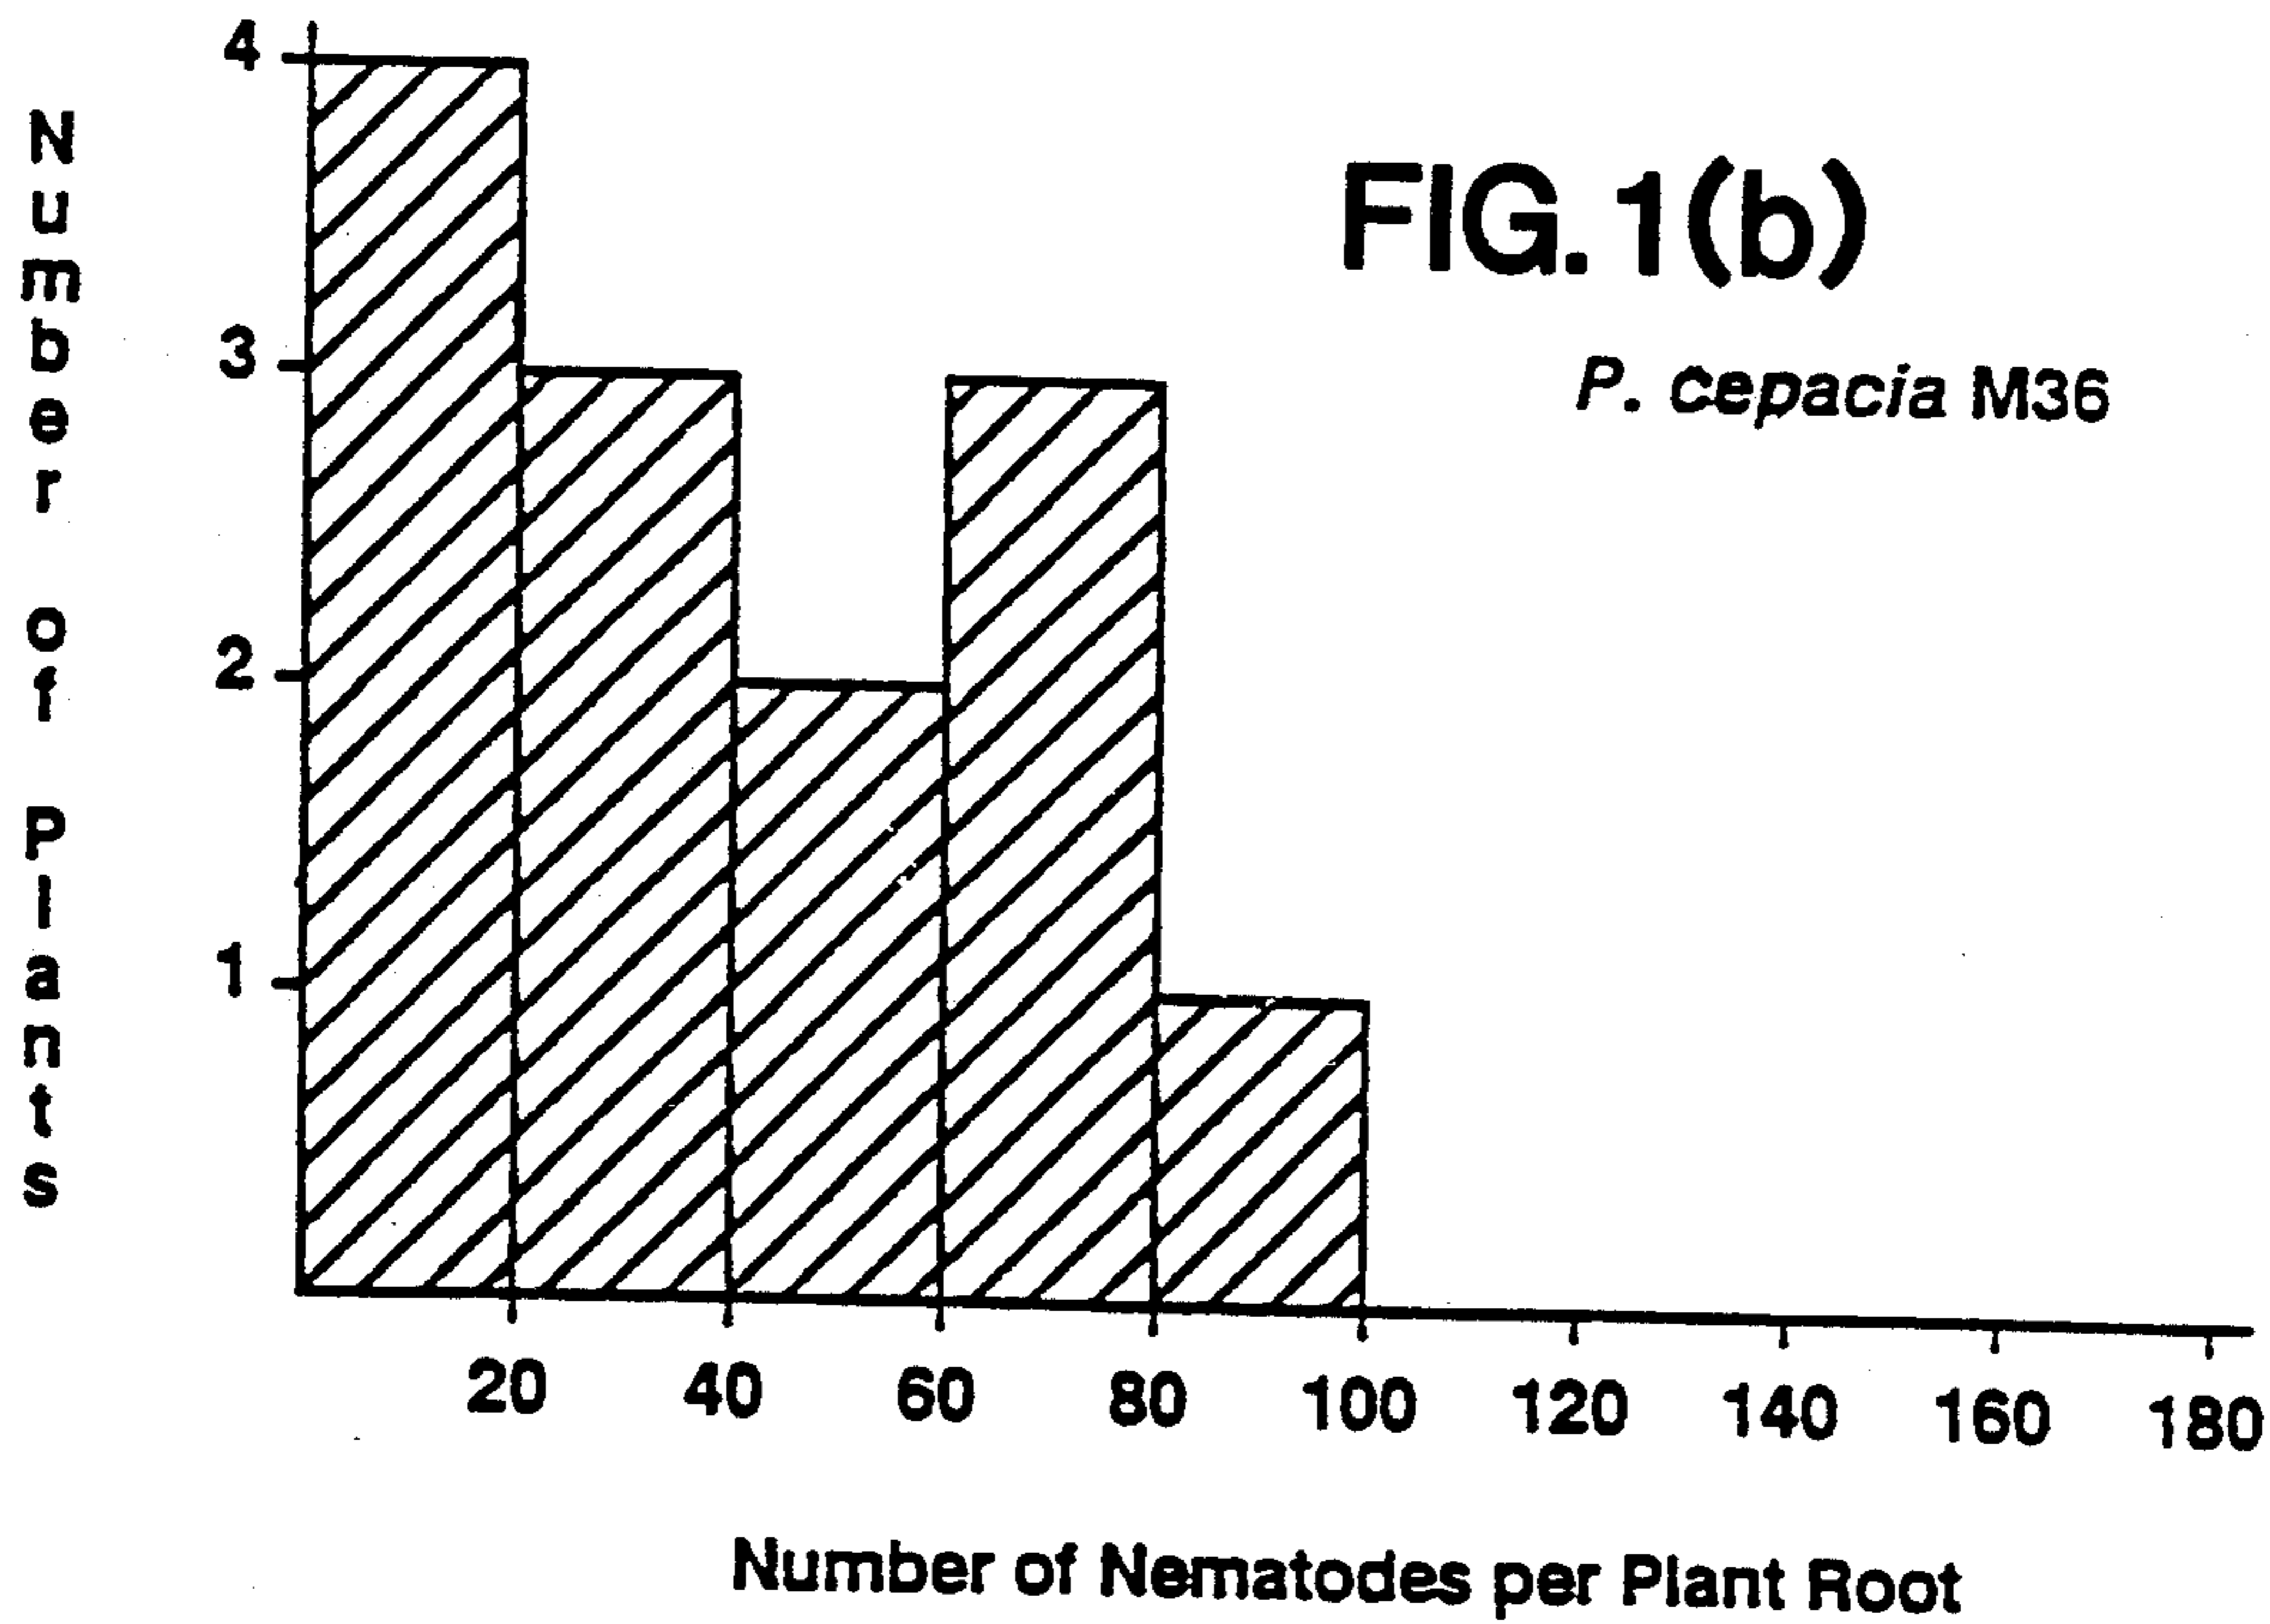 Number of Plants
4
3
2
1
FIG. 1(b)
P. cepacia M36
20 40 60 80 100 120 140 160 180
Number of Nematodes per Plant Root